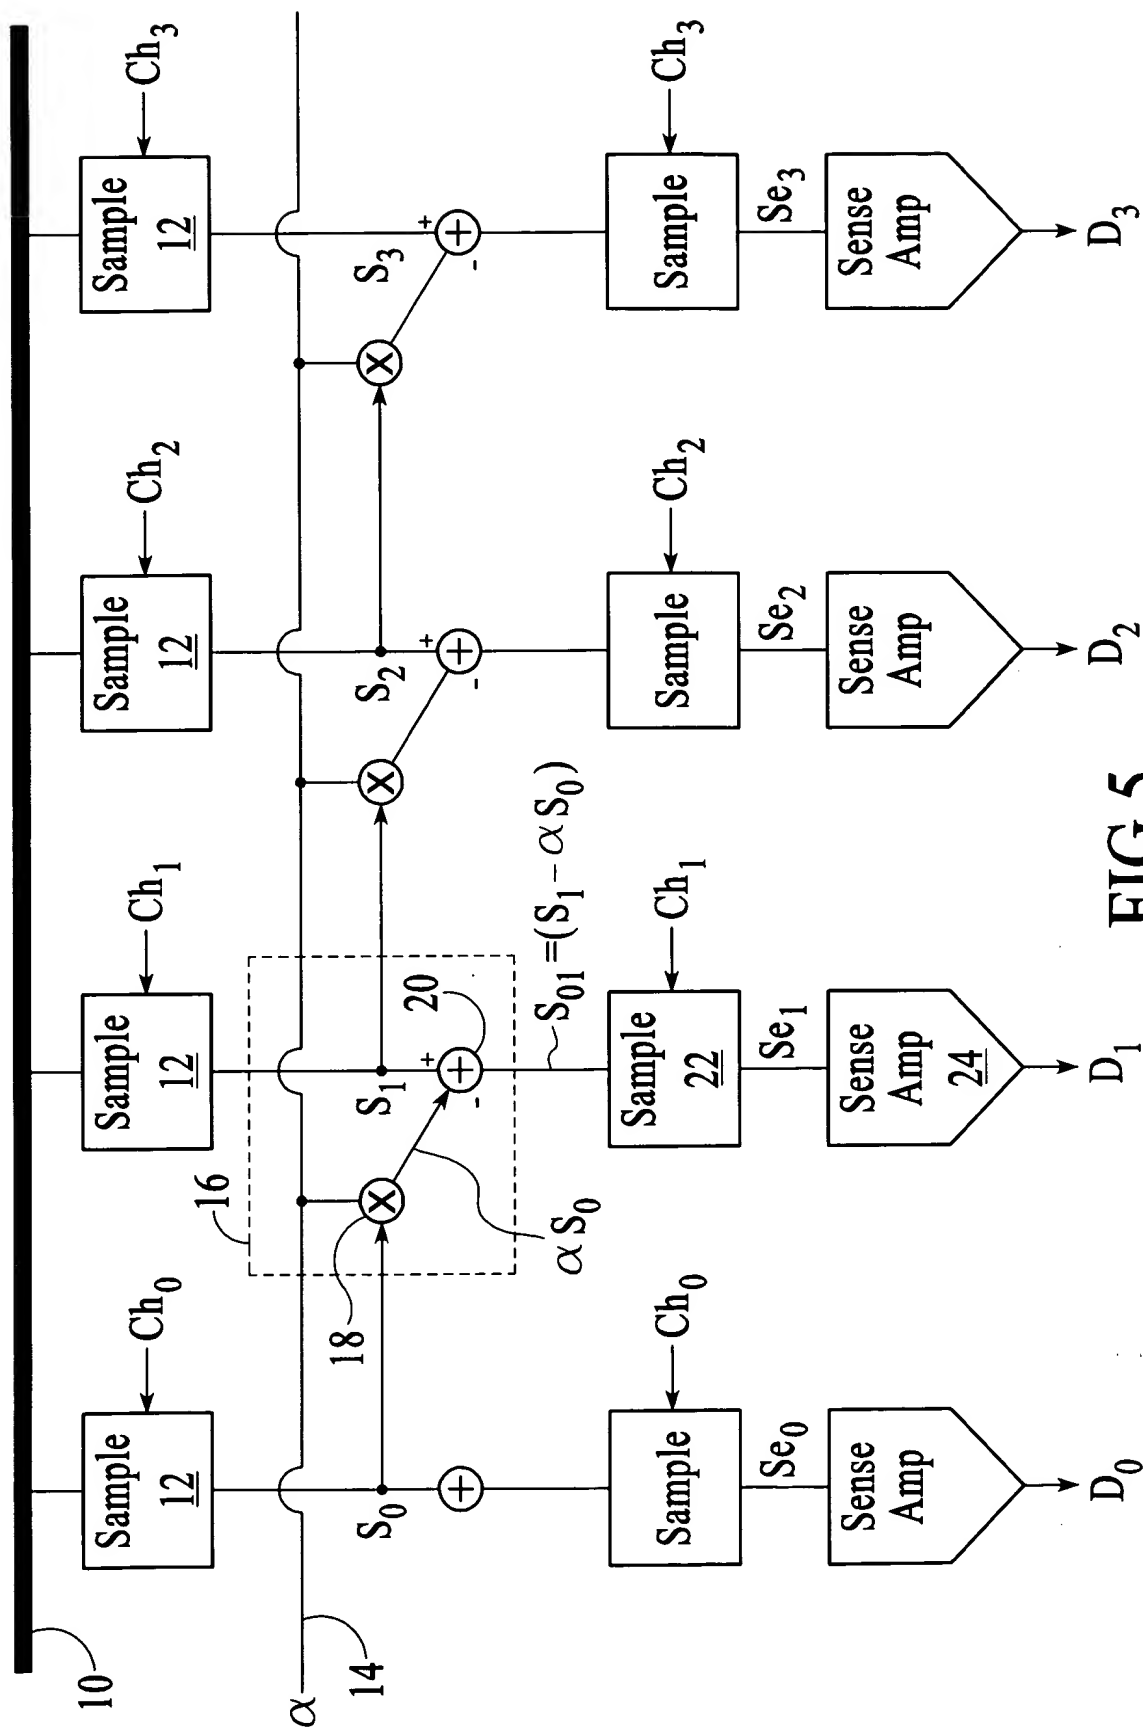 10
Sample
12
Ch0
Sample
12
Ch1
Sample
12
Ch2
Sample
12
Ch3
α
14
16
18
20
S0
S1
S2
S3
+
-
+
-
+
-
αS0
S01=(S1-αS0)
Sample
Ch0
Sample
22
Ch1
Sample
Ch2
Sample
Ch3
Se0
Se1
Se2
Se3
Sense
Amp
Sense
Amp
24
Sense
Amp
Sense
Amp
D0
D1
D2
D3
FIG 5